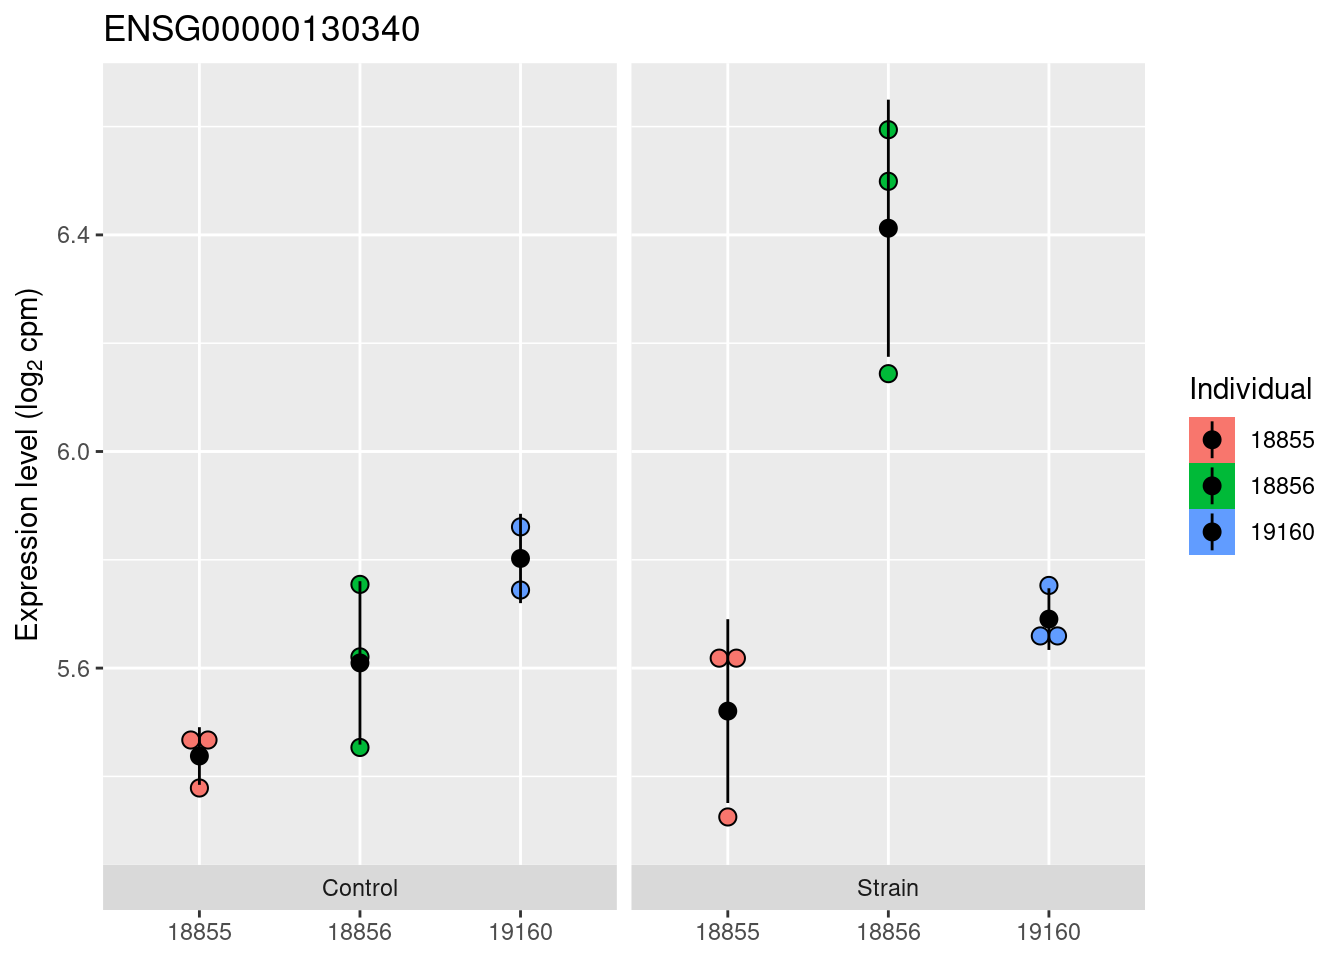 ENSG00000130340
Expression level (log₂ cpm)
6.4
6.0
5.6
Control
Strain
18855
18856
19160
18855
18856
19160
Individual
18855
18856
19160